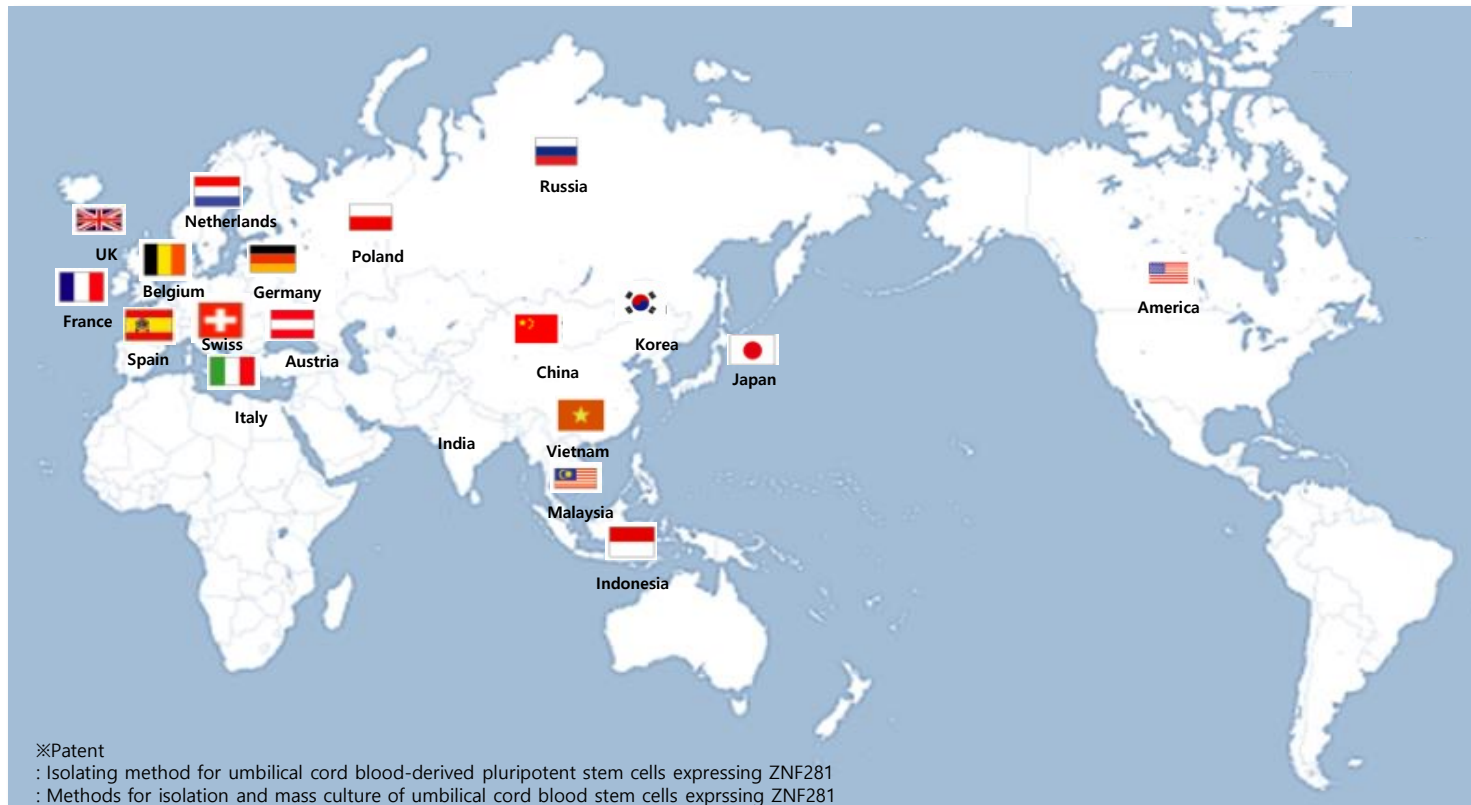 Russia
Netherlands
UK
Poland
Belgium
Germany
America
France
Swiss
Korea
Spain
Austria
China
Japan
Italy
India
Vietnam
Malaysia
Indonesia
※Patent
: Isolating method for umbilical cord blood-derived pluripotent stem cells expressing ZNF281
: Methods for isolation and mass culture of umbilical cord blood stem cells exprssing ZNF281